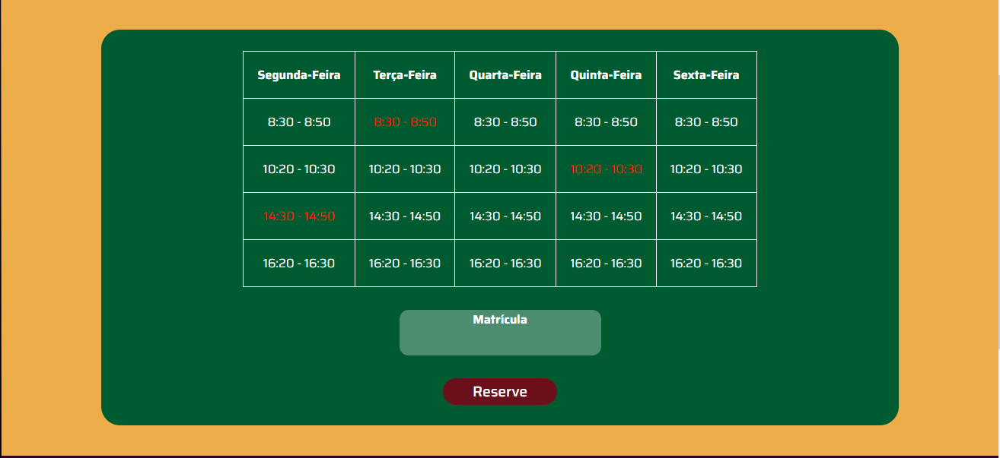 Segunda-Feira Terça-Feira Quarta-Feira Quinta-Feira Sexta-Feira
8:30 - 8:50 8:30 - 8:50 8:30 - 8:50 8:30 - 8:50 8:30 - 8:50
10:20 - 10:30 10:20 - 10:30 10:20 - 10:30 10:20 - 10:30 10:20 - 10:30
14:30 - 14:50 14:30 - 14:50 14:30 - 14:50 14:30 - 14:50 14:30 - 14:50
16:20 - 16:30 16:20 - 16:30 16:20 - 16:30 16:20 - 16:30 16:20 - 16:30
Matrícula
Reserve